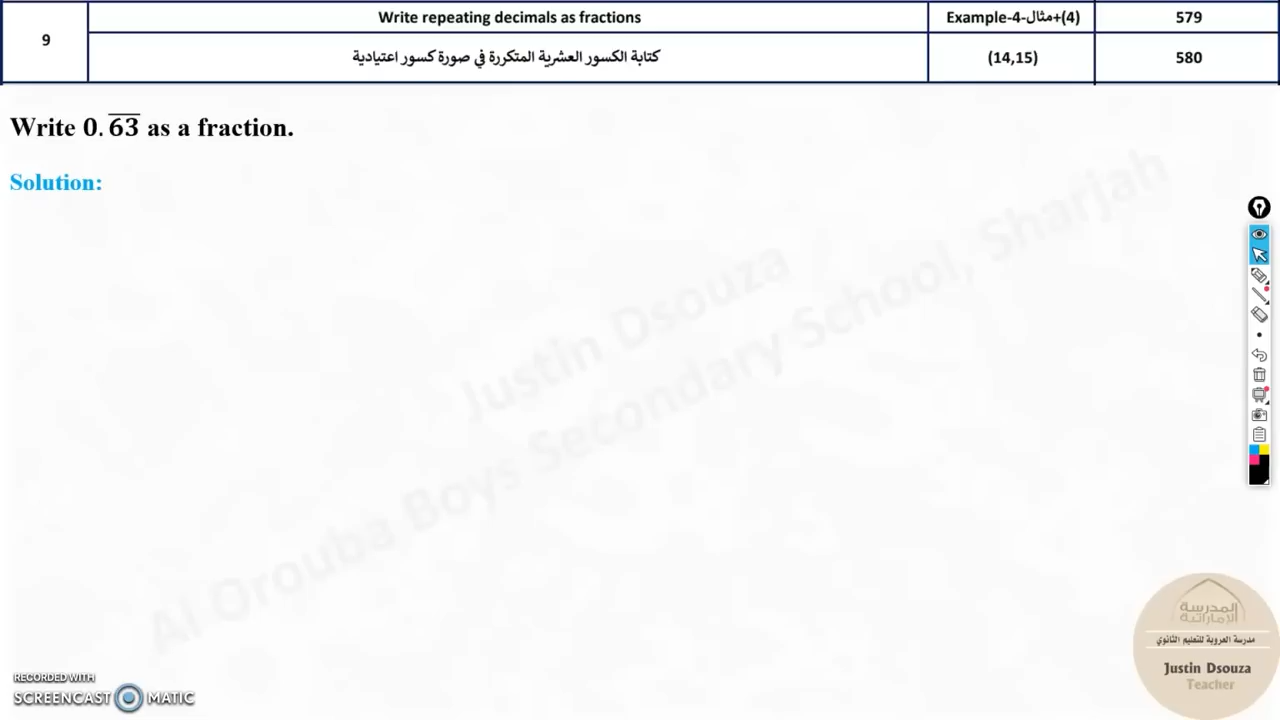 9
Write repeating decimals as fractions
Example-4-مثال+(4)
579
كتابة الكسور العشرية المتكررة في صورة كسور اعتيادية
(14,15)
580
Write 0.6̅3̅ as a fraction.
Solution:
Justin Dsouza
Al Orouba Boys Secondary School, Sharjah
المدرسة
الإماراتية
مدرسة العروبة للتعليم الثانوي
Justin Dsouza
Teacher
RECORDED WITH
SCREENCAST MATIC